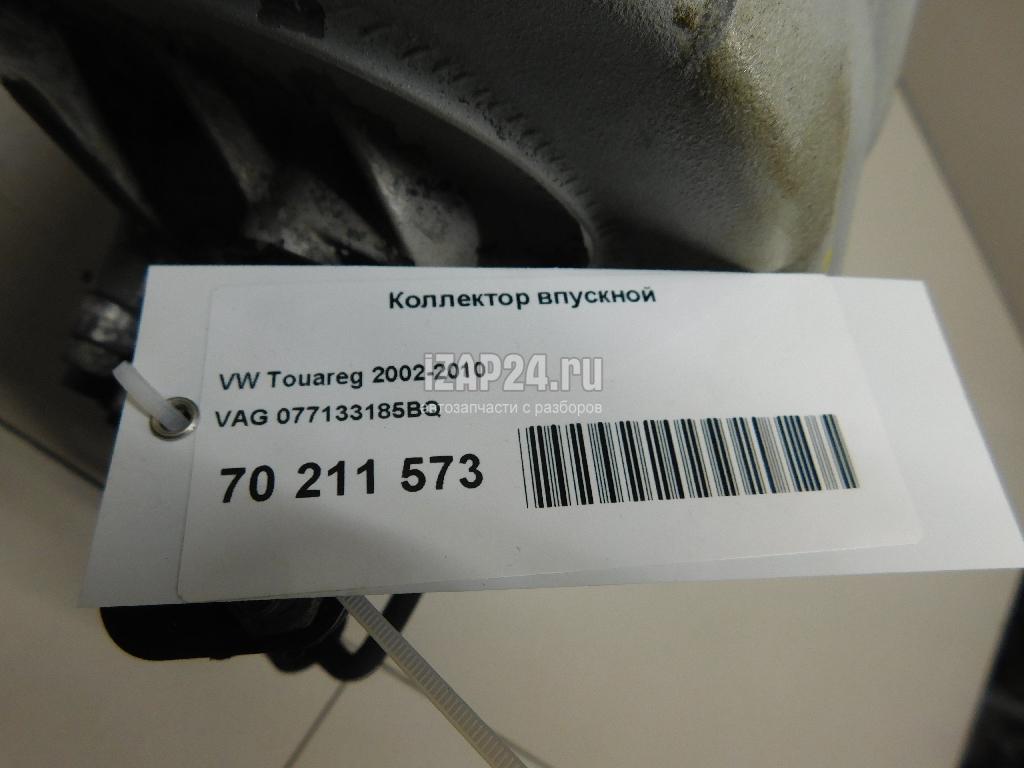 Коллектор впускной
VW Touareg 2002-2010
iZAP24.ru
автозапчасти с разборов
VAG 077133185BQ
70 211 573